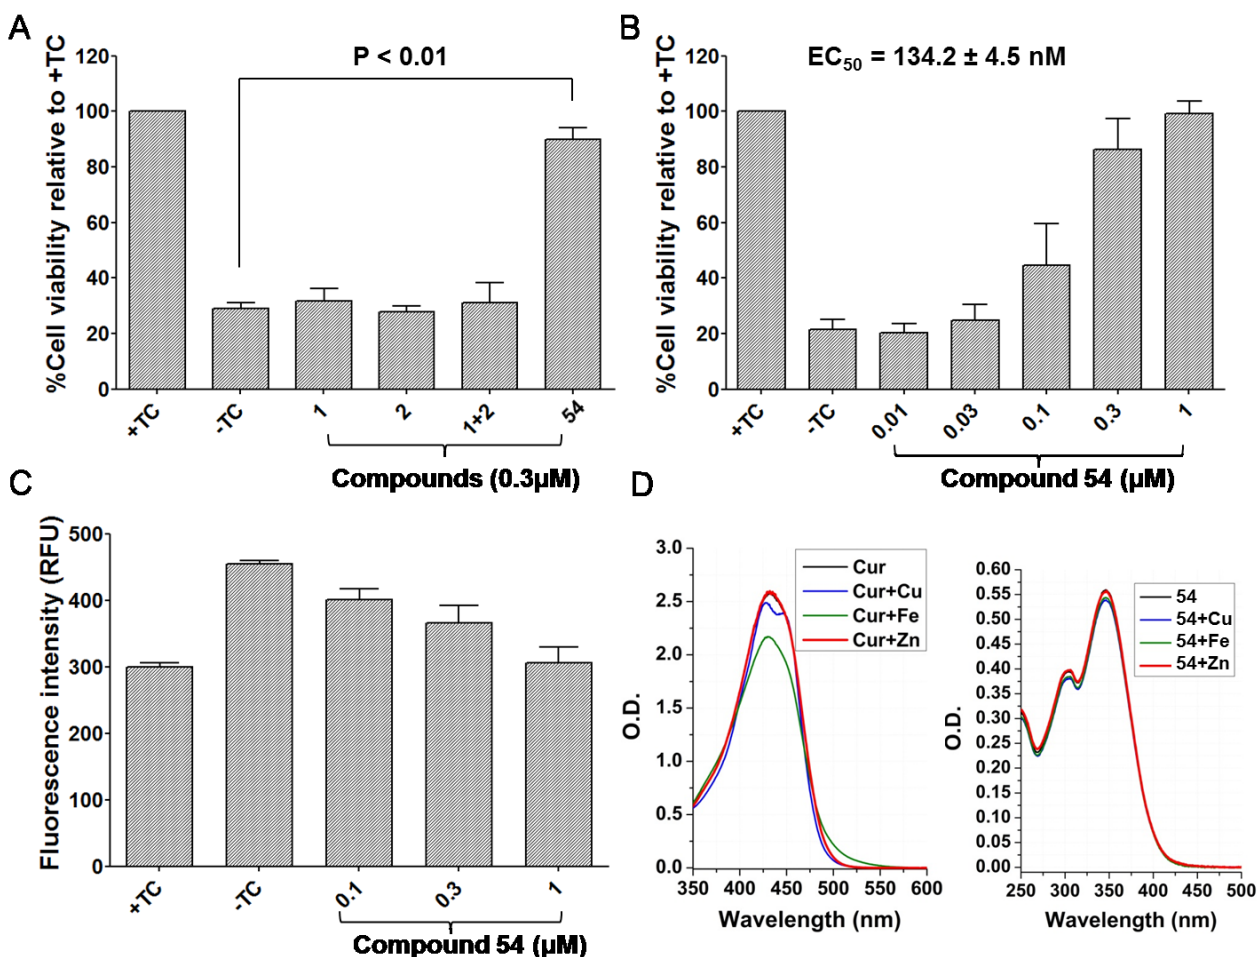 A
%Cell viability relative to +TC
120
100
80
60
40
20
0
P < 0.01
+TC
-TC
1
2
1+2
54
Compounds (0.3µM)
B
%Cell viability relative to +TC
120
100
80
60
40
20
0
EC50 = 134.2 ± 4.5 nM
+TC
-TC
0.01
0.03
0.1
0.3
1
Compound 54 (µM)
C
Fluorescence intensity (RFU)
500
400
300
200
100
0
+TC
-TC
0.1
0.3
1
Compound 54 (µM)
D
O.D.
3.0
2.5
2.0
1.5
1.0
0.5
0.0
Cur
Cur+Cu
Cur+Fe
Cur+Zn
350 400 450 500 550 600
Wavelength (nm)
O.D.
0.60
0.55
0.50
0.45
0.40
0.35
0.30
0.25
0.20
0.15
0.10
0.05
0.00
54
54+Cu
54+Fe
54+Zn
250 300 350 400 450 500
Wavelength (nm)